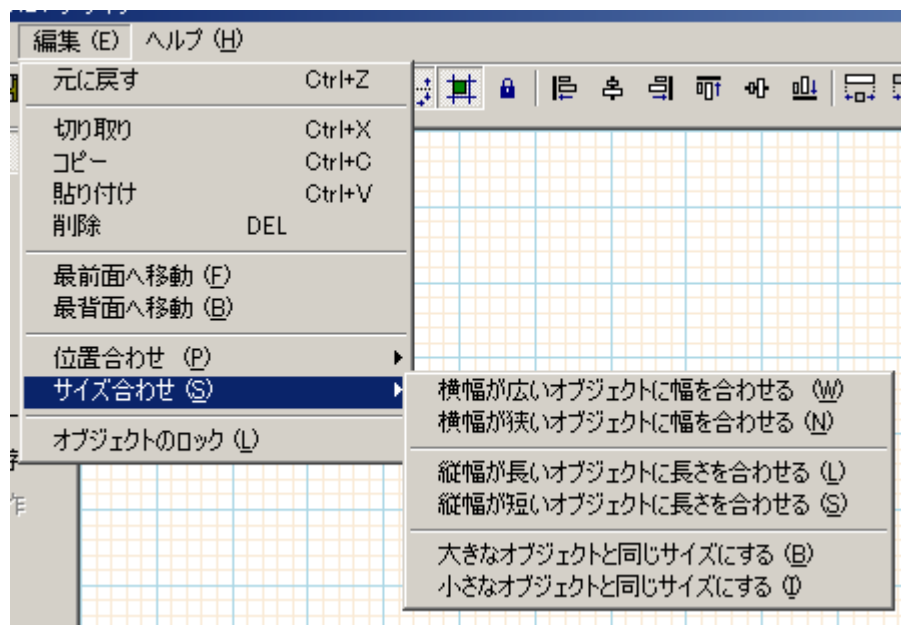 編集 (E) ヘルプ (H)
元に戻す Ctrl+Z
切り取り Ctrl+X
コピー Ctrl+C
貼り付け Ctrl+V
削除 DEL
最前面へ移動 (F)
最背面へ移動 (B)
位置合わせ (P)
サイズ合わせ (S)
オブジェクトのロック (L)
横幅が広いオブジェクトに幅を合わせる (W)
横幅が狭いオブジェクトに幅を合わせる (N)
縦幅が長いオブジェクトに長さを合わせる (L)
縦幅が短いオブジェクトに長さを合わせる (S)
大きなオブジェクトと同じサイズにする (B)
小さなオブジェクトと同じサイズにする (I)
作